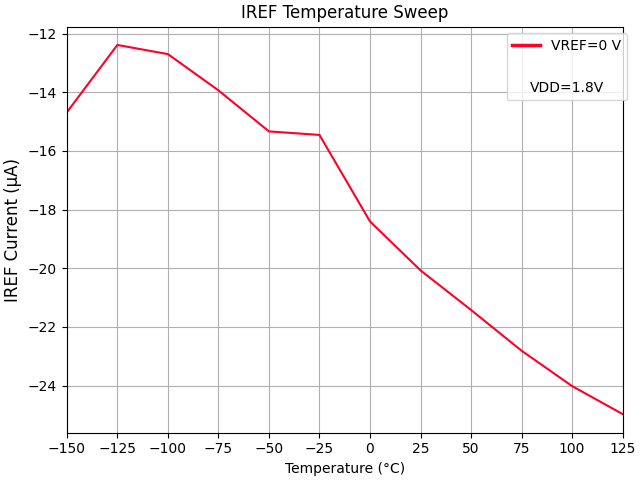 IREF Temperature Sweep
VREF=0 V
VDD=1.8V
IREF Current (μA)
−12
−14
−16
−18
−20
−22
−24
−150 −125 −100 −75 −50 −25 0 25 50 75 100 125
Temperature (°C)